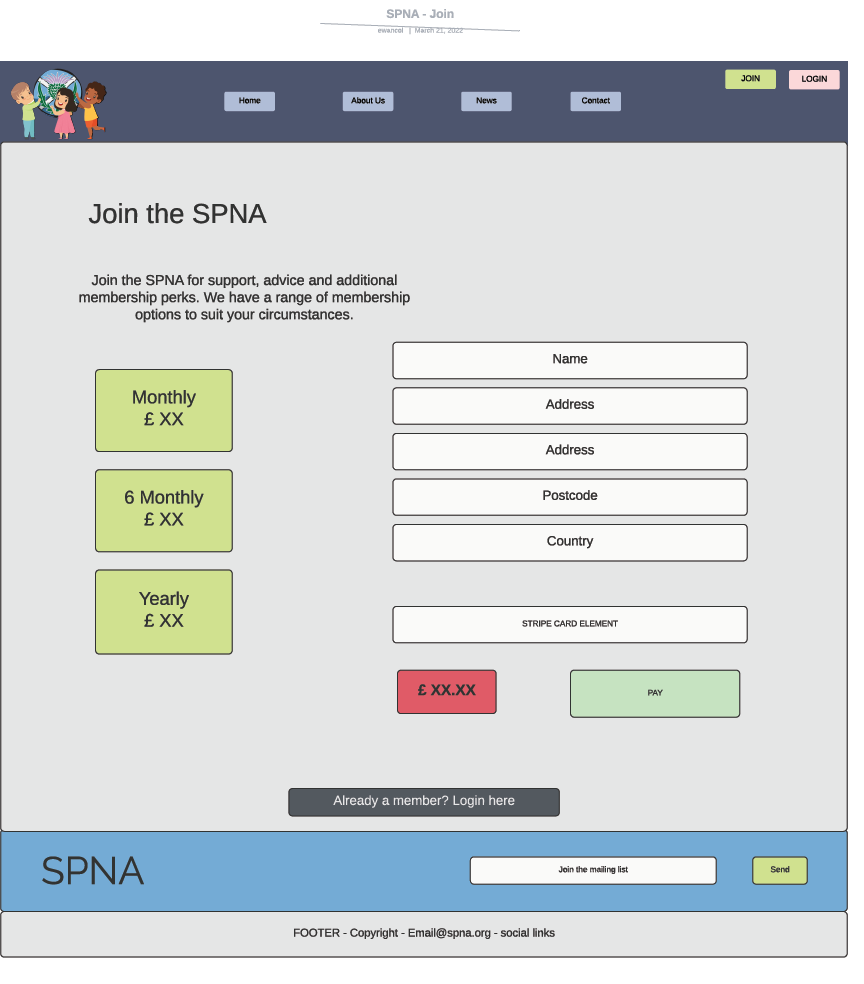 SPNA - Join
ewancol | March 21, 2022
JOIN
LOGIN
Home
About Us
News
Contact
Join the SPNA
Join the SPNA for support, advice and additional
membership perks. We have a range of membership
options to suit your circumstances.
Monthly
£ XX
6 Monthly
£ XX
Yearly
£ XX
Name
Address
Address
Postcode
Country
STRIPE CARD ELEMENT
£ XX.XX
PAY
Already a member? Login here
SPNA
Join the mailing list
Send
FOOTER - Copyright - Email@spna.org - social links